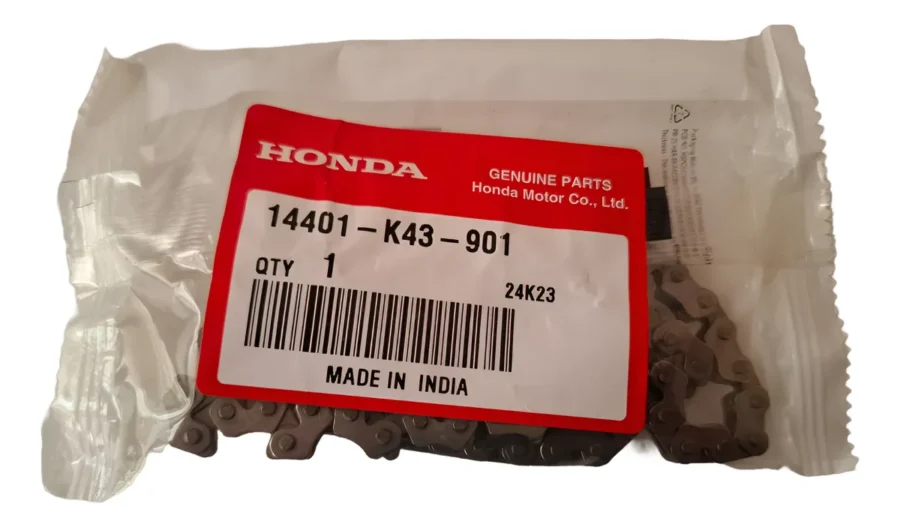 HONDA
GENUINE PARTS
Honda Motor Co., Ltd.
14401-K43-901
QTY 1
24K23
MADE IN INDIA